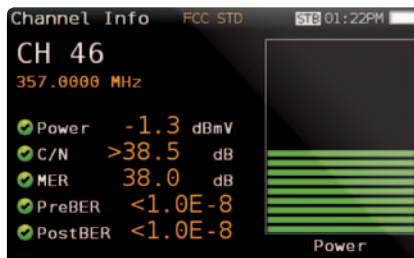 Channel Info FCC STD STB 01:22PM
CH 46
357.0000 MHz
Power -1.3 dBmV
C/N >38.5 dB
MER 38.0 dB
PreBER <1.0E-8
PostBER <1.0E-8
Power